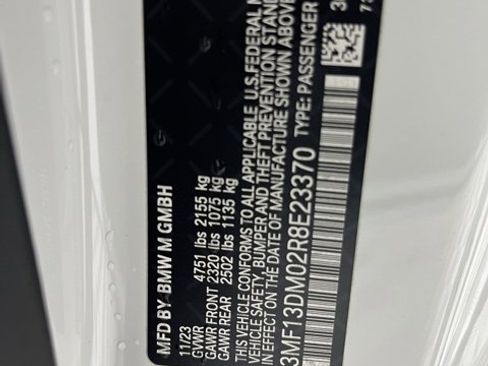 MFD BY: BMW M GMBH
11/23
GVWR 4751 lbs 2155 kg
GAWR FRONT 2320 lbs 1075 kg
GAWR REAR 2502 lbs 1135 kg
THIS VEHICLE CONFORMS TO ALL APPLICABLE U.S. FEDERAL
VEHICLE SAFETY, BUMPER AND THEFT PREVENTION
IN EFFECT ON THE DATE OF MANUFACTURE SHOWN ABOVE
3MF13DM02R8E23370 TYPE: PASSENGER